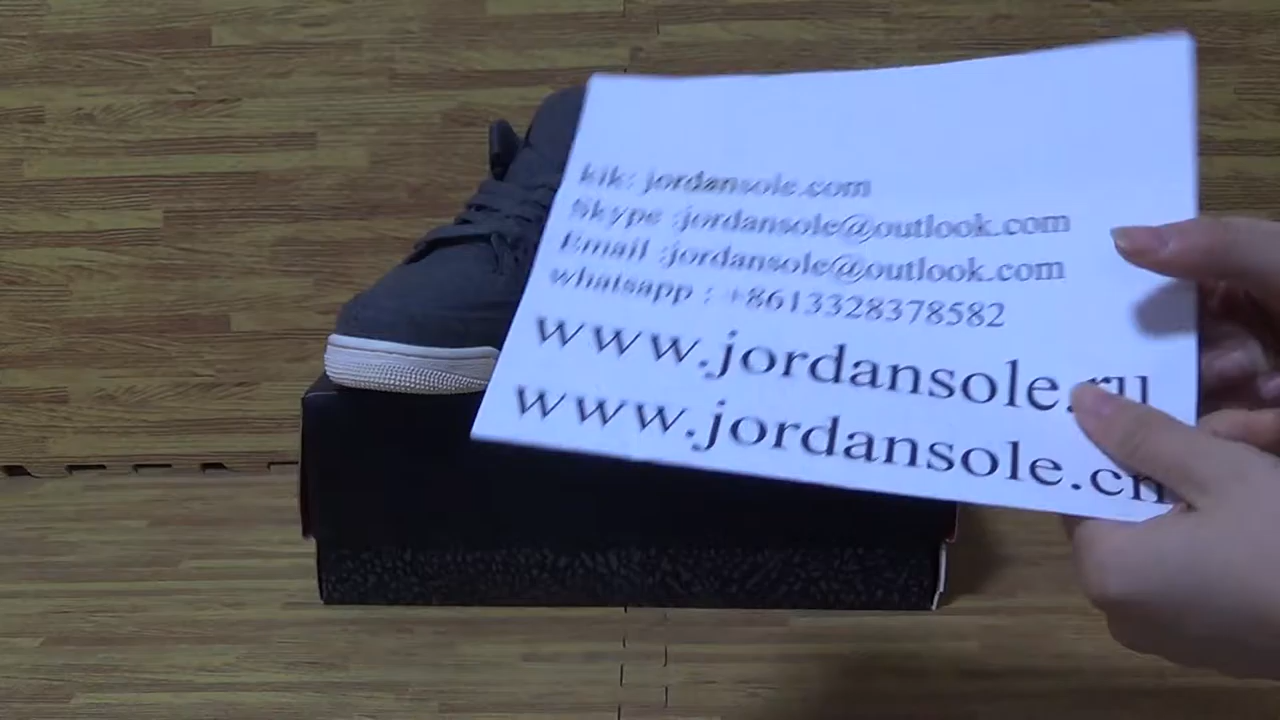 kik: jordansole.com
Skype :jordansole@outlook.com
Email :jordansole@outlook.com
whatsapp : +8613328378582
www.jordansole.ru
www.jordansole.cn